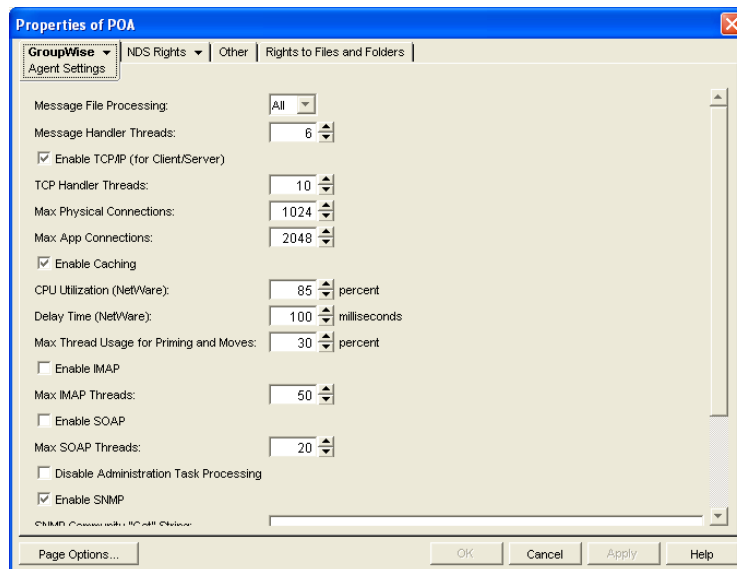 Properties of POA
GroupWise NDS Rights Other Rights to Files and Folders
Agent Settings
Message File Processing: All
Message Handler Threads: 6
Enable TCP/IP (for Client/Server)
TCP Handler Threads: 10
Max Physical Connections: 1024
Max App Connections: 2048
Enable Caching
CPU Utilization (NetWare): 85 percent
Delay Time (NetWare): 100 milliseconds
Max Thread Usage for Priming and Moves: 30 percent
Enable IMAP
Max IMAP Threads: 50
Enable SOAP
Max SOAP Threads: 20
Disable Administration Task Processing
Enable SNMP
SNMP Community "Get" String:
Page Options... OK Cancel Apply Help